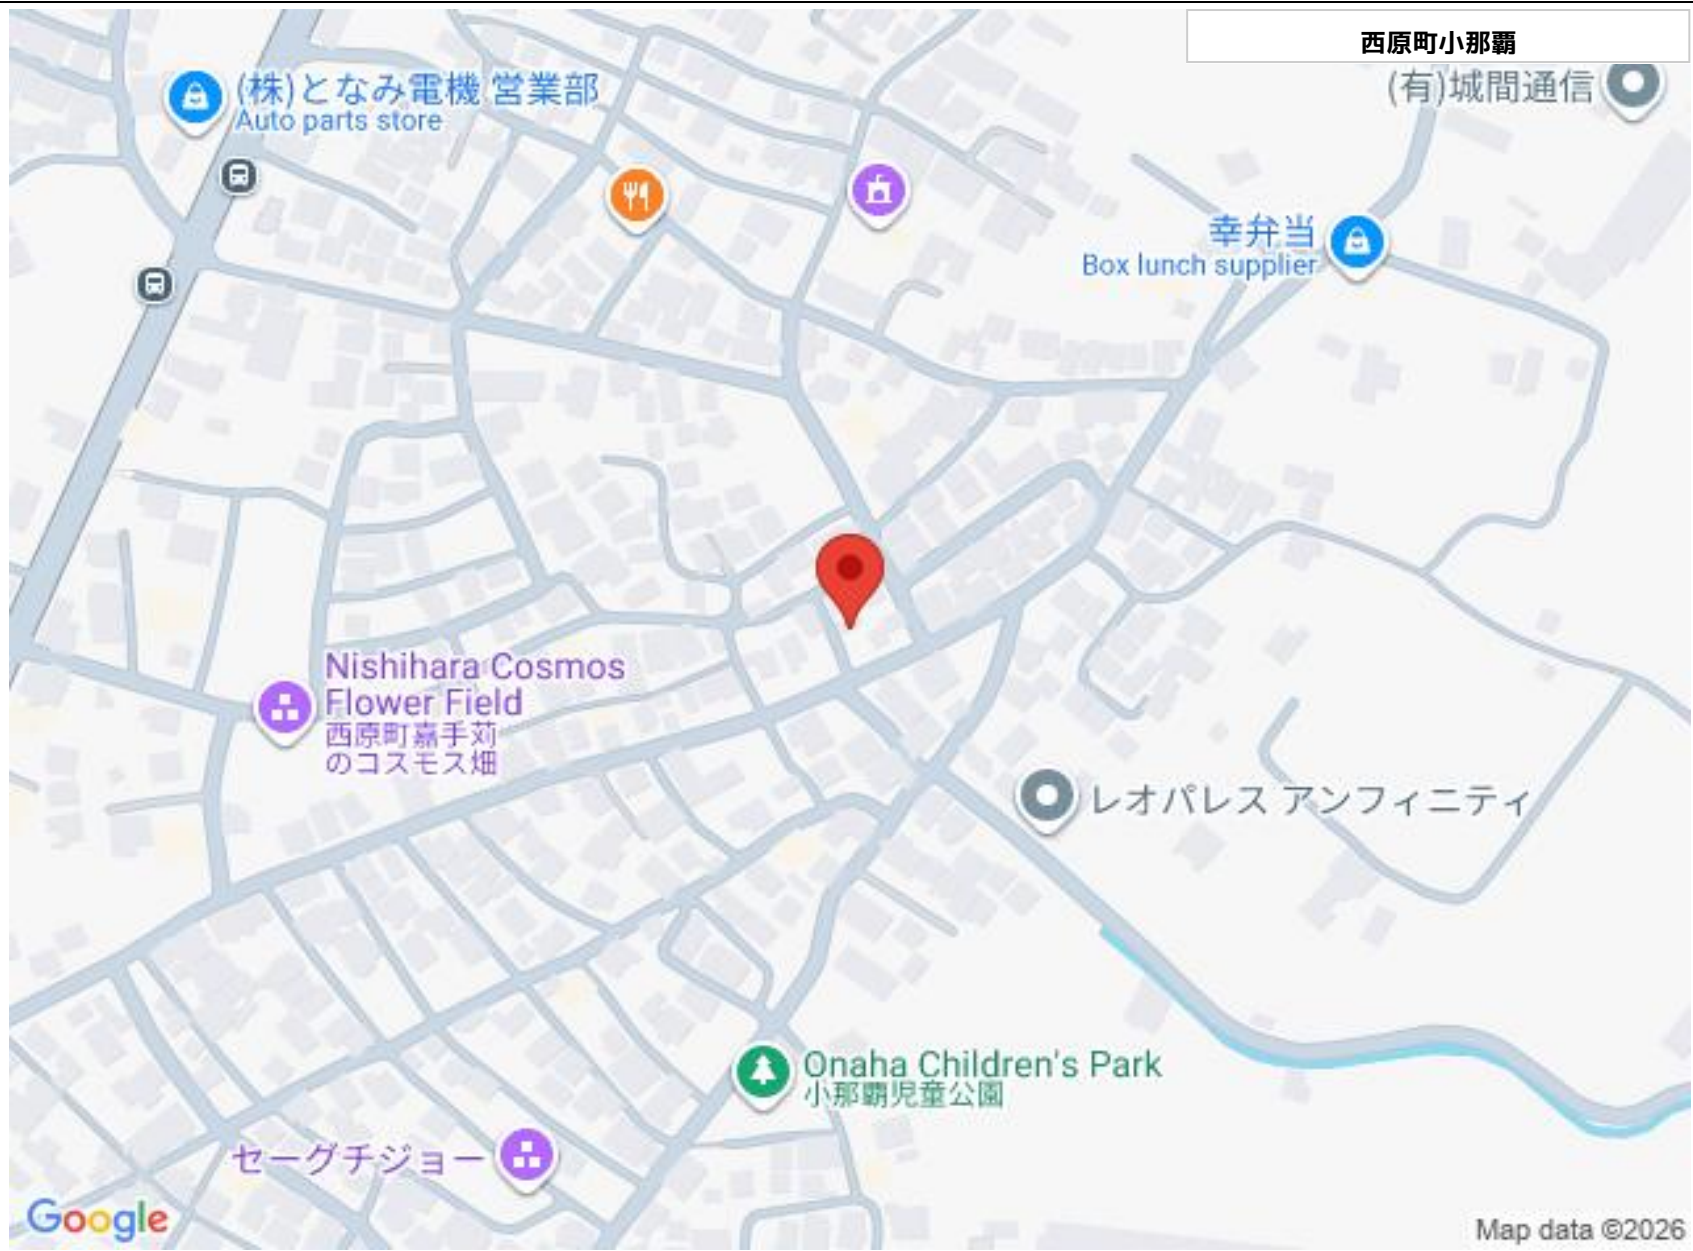 西原町小那覇
(株)となみ電機 営業部
Auto parts store
(有)城間通信
幸弁当
Box lunch supplier
Nishihara Cosmos
Flower Field
西原町嘉手苅
のコスモス畑
レオパレス アンフィニティ
Onaha Children's Park
小那覇児童公園
セーグチジョー
Google
Map data ©2026